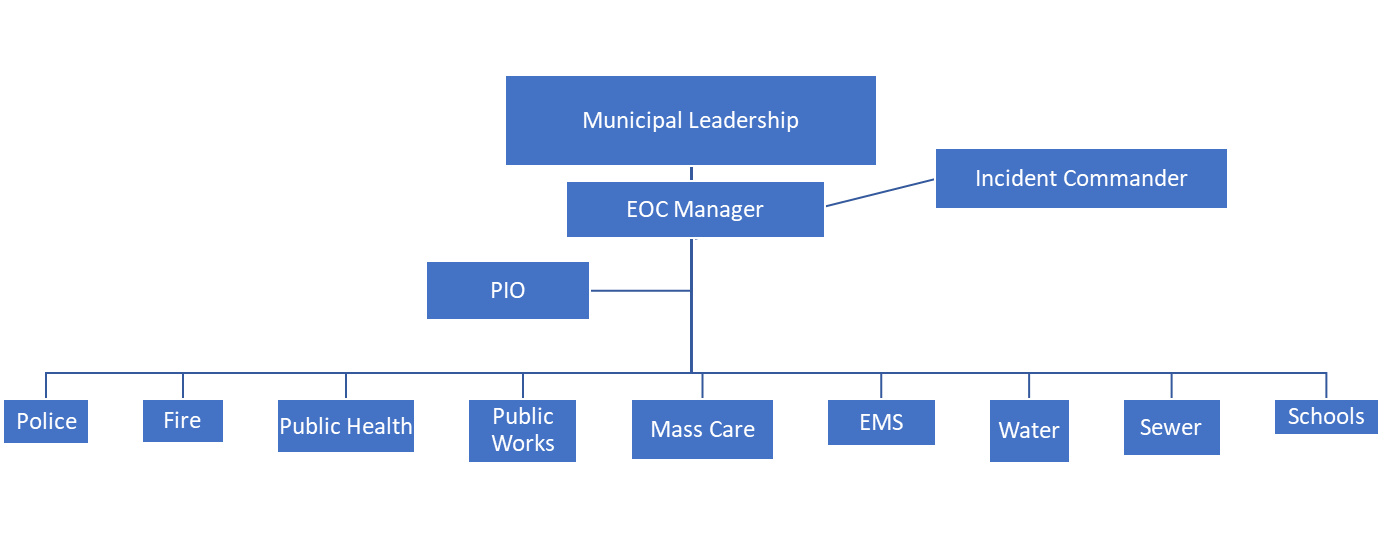 Municipal Leadership
Incident Commander
EOC Manager
PIO
Police
Fire
Public Health
Public
Works
Mass Care
EMS
Water
Sewer
Schools